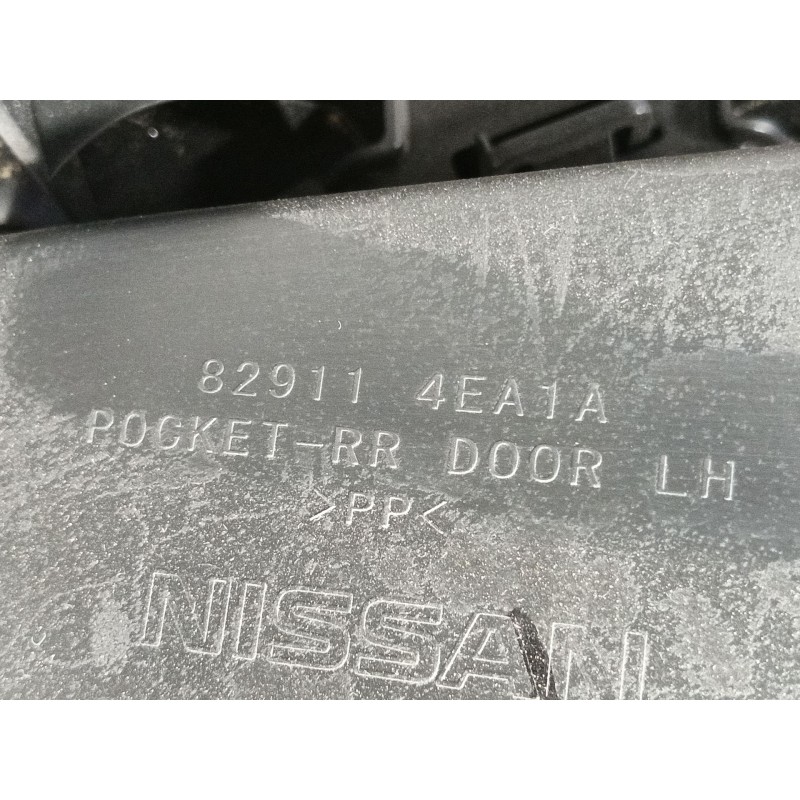 82911 4EA1A
POCKET-RR DOOR LH
>PP<
NISSAN